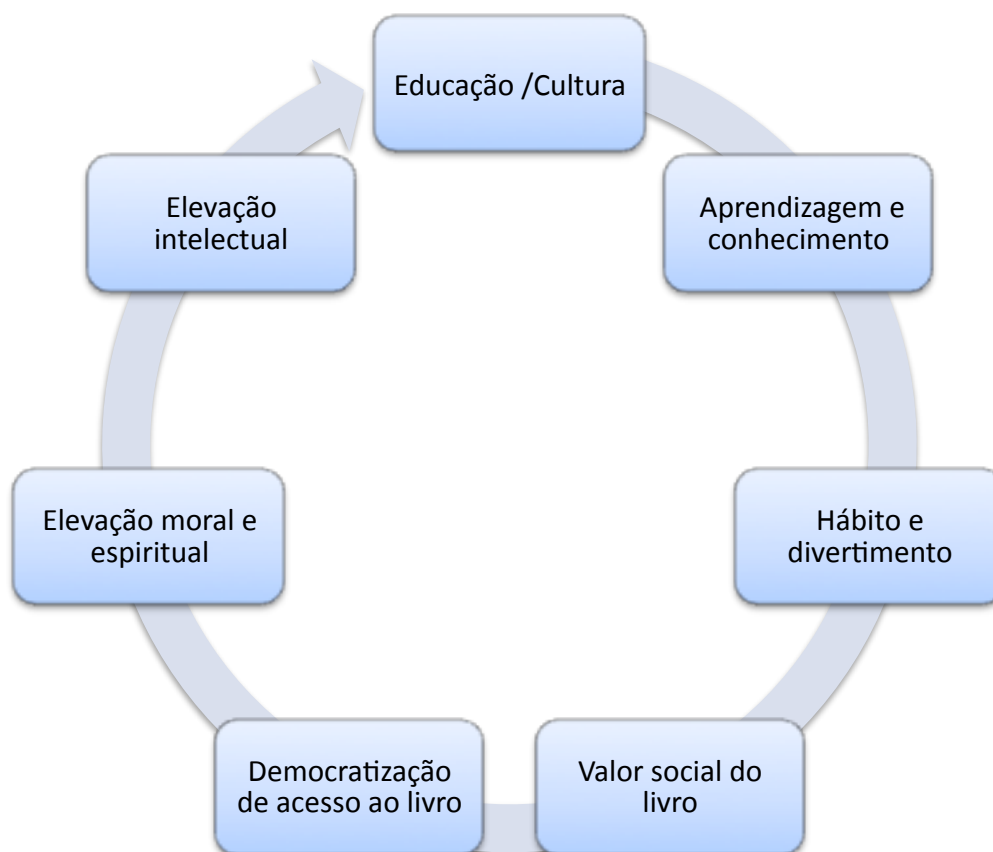 Educação /Cultura
Aprendizagem e
conhecimento
Hábito e
divertimento
Valor social do
livro
Democratização
de acesso ao livro
Elevação moral e
espiritual
Elevação
intelectual